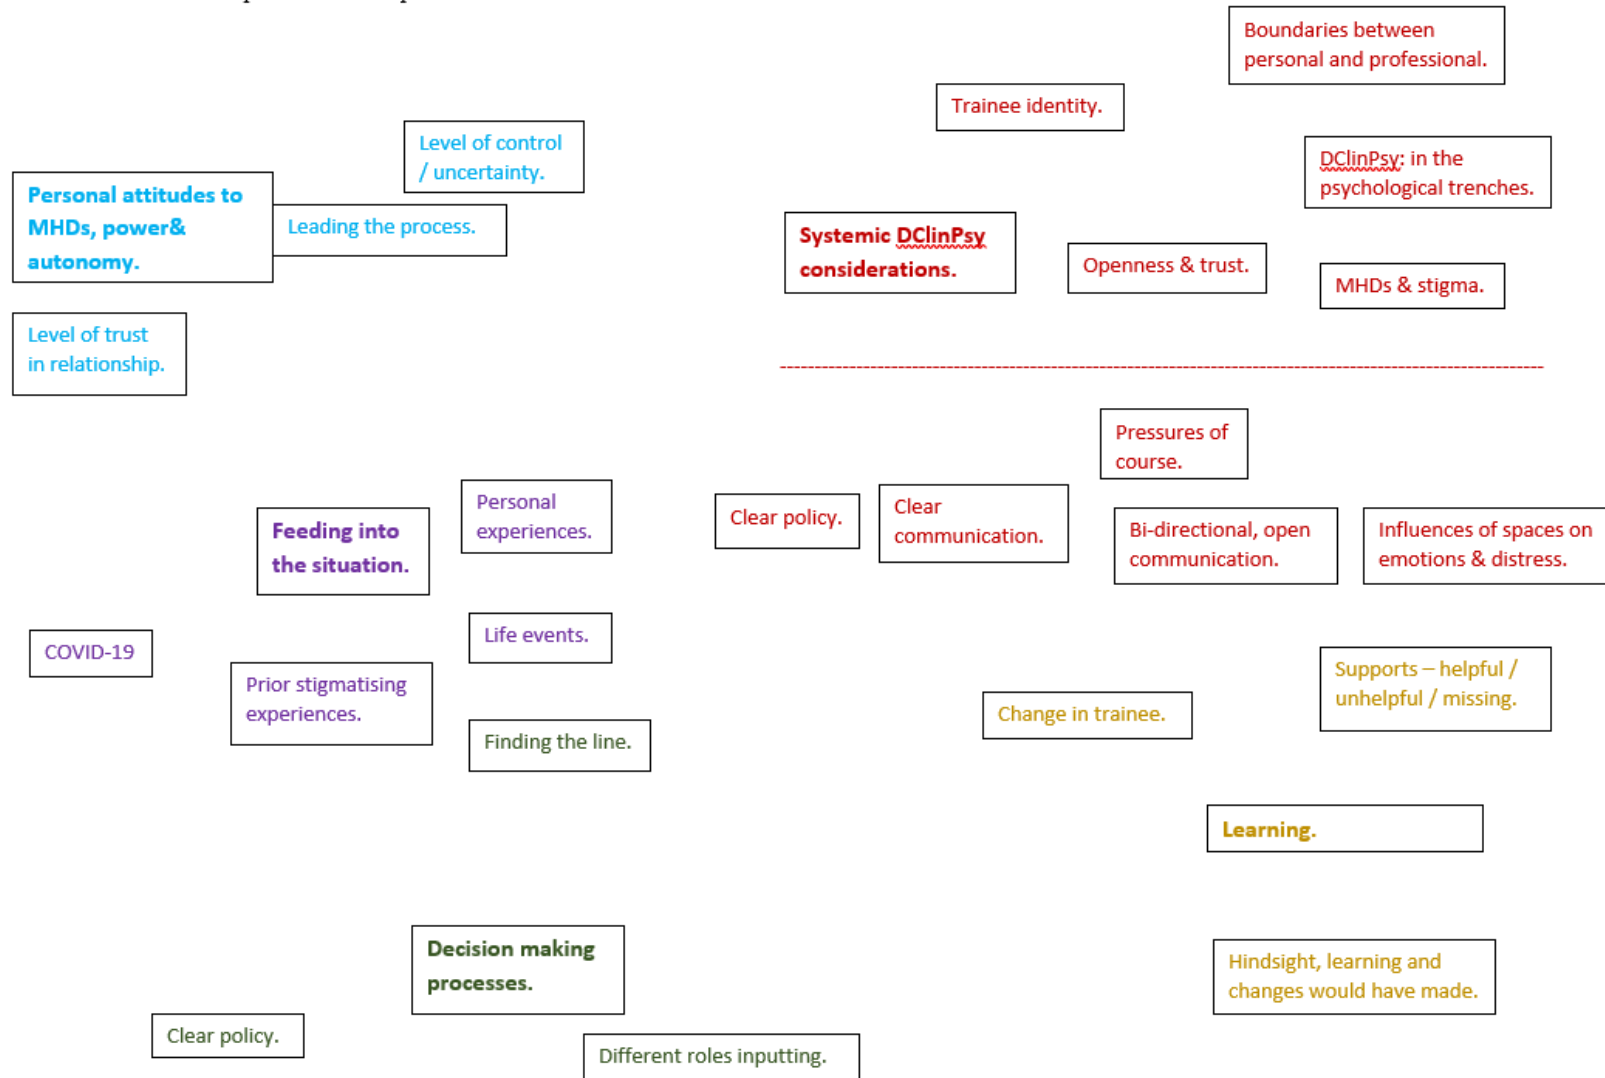 Boundaries between
personal and professional.
Trainee identity.
Level of control
/ uncertainty.
DClinPsy: in the
psychological trenches.
Personal attitudes to
MHDs, power&
autonomy.
Leading the process.
Systemic DClinPsy
considerations.
Openness & trust.
MHDs & stigma.
Level of trust
in relationship.
Pressures of
course.
Personal
experiences.
Feeding into
the situation.
Clear policy.
Clear
communication.
Bi-directional, open
communication.
Influences of spaces on
emotions & distress.
Life events.
COVID-19
Prior stigmatising
experiences.
Supports – helpful /
unhelpful / missing.
Change in trainee.
Finding the line.
Learning.
Decision making
processes.
Hindsight, learning and
changes would have made.
Clear policy.
Different roles inputting.